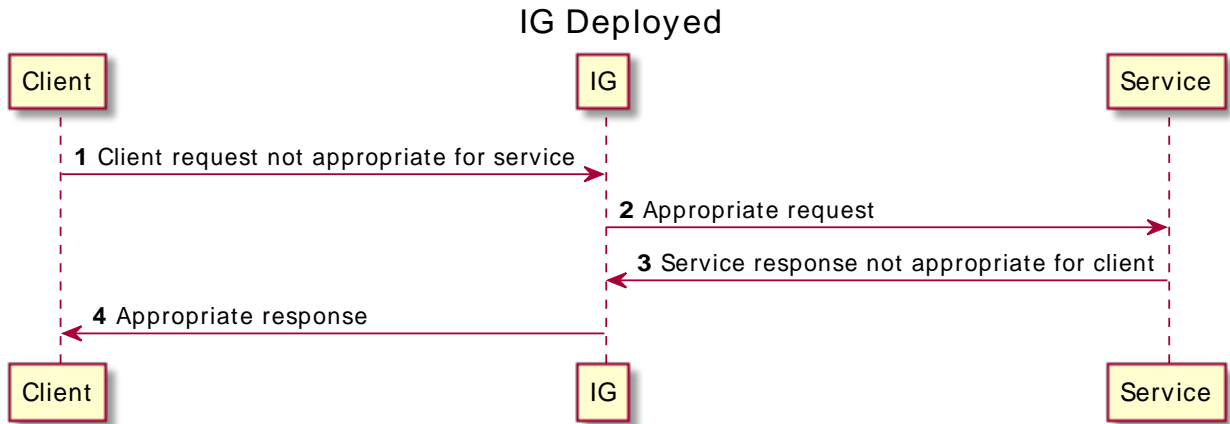 IG Deployed
Client IG Service
1 Client request not appropriate for service
2 Appropriate request
3 Service response not appropriate for client
4 Appropriate response
Client IG Service